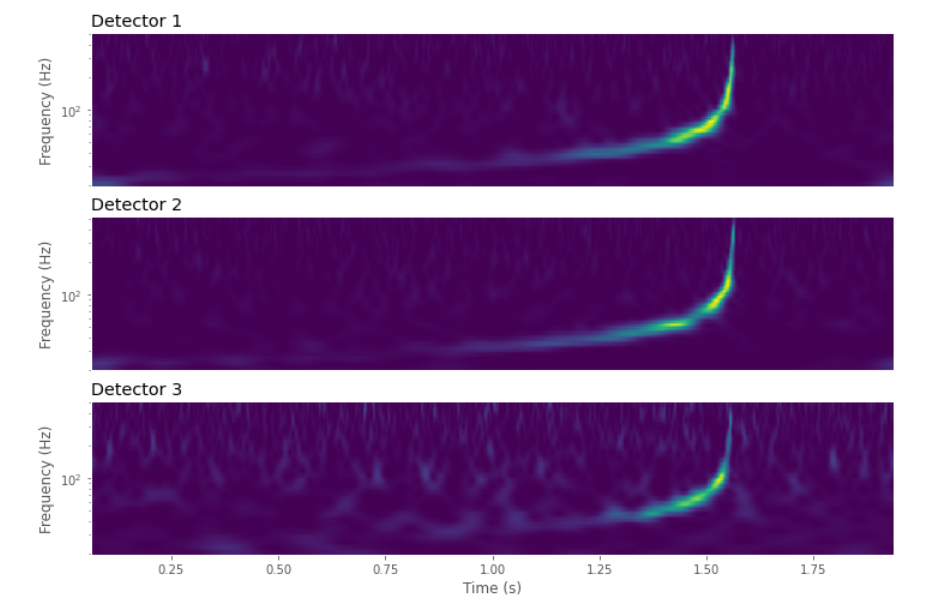 Detector 1
Frequency (Hz)
10²
Detector 2
Frequency (Hz)
10²
Detector 3
Frequency (Hz)
10²
0.25 0.50 0.75 1.00 1.25 1.50 1.75
Time (s)